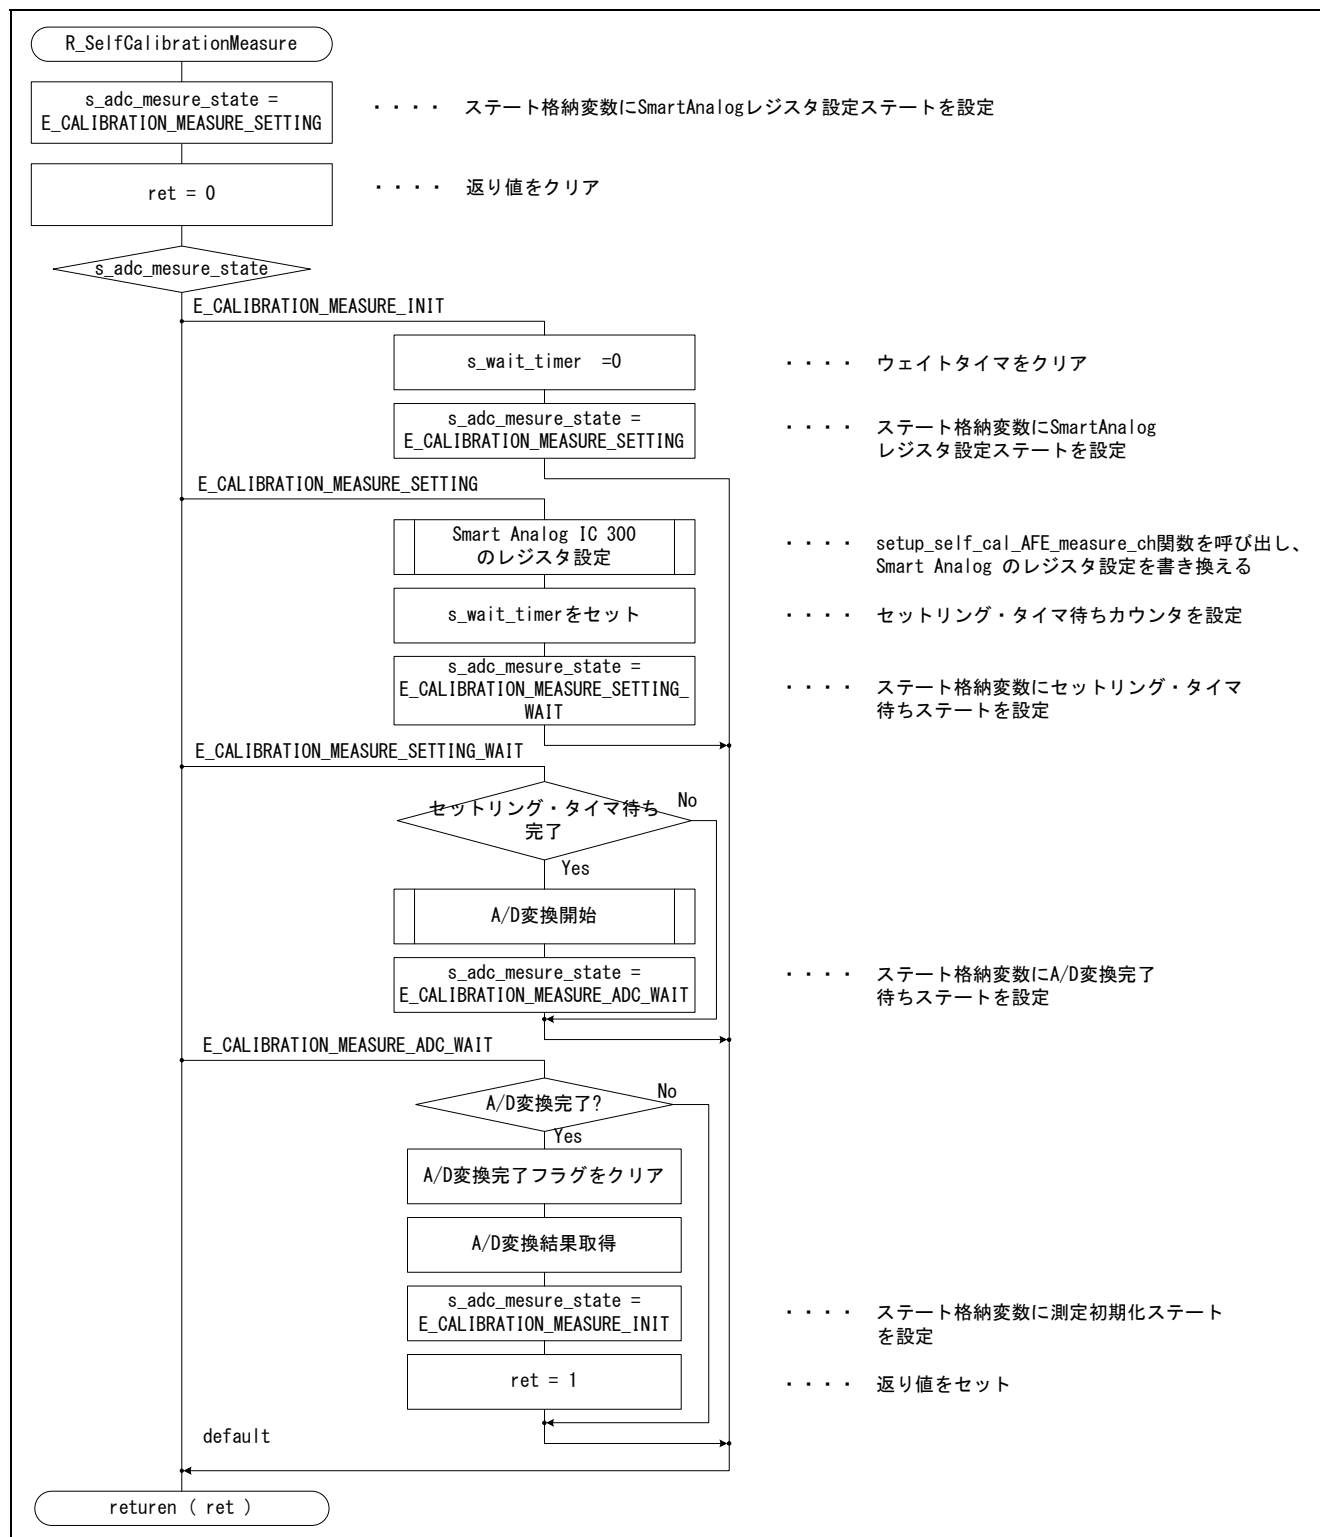 R_SelfCalibrationMeasure
s_adc_mesure_state =
E_CALIBRATION_MEASURE_SETTING
・・・・ ステート格納変数にSmartAnalogレジスタ設定ステートを設定
ret = 0
・・・・ 返り値をクリア
s_adc_mesure_state
E_CALIBRATION_MEASURE_INIT
s_wait_timer =0
・・・・ ウェイトタイマをクリア
s_adc_mesure_state =
E_CALIBRATION_MEASURE_SETTING
・・・・ ステート格納変数にSmartAnalog
レジスタ設定ステートを設定
E_CALIBRATION_MEASURE_SETTING
Smart Analog IC 300
のレジスタ設定
・・・・ setup_self_cal_AFE_measure_ch関数を呼び出し、
Smart Analog のレジスタ設定を書き換える
s_wait_timerをセット
・・・・ セットリング・タイマ待ちカウンタを設定
s_adc_mesure_state =
E_CALIBRATION_MEASURE_SETTING_
WAIT
・・・・ ステート格納変数にセットリング・タイマ
待ちステートを設定
E_CALIBRATION_MEASURE_SETTING_WAIT
セットリング・タイマ待ち
完了
No
Yes
A/D変換開始
s_adc_mesure_state =
E_CALIBRATION_MEASURE_ADC_WAIT
・・・・ ステート格納変数にA/D変換完了
待ちステートを設定
E_CALIBRATION_MEASURE_ADC_WAIT
A/D変換完了?
No
Yes
A/D変換完了フラグをクリア
A/D変換結果取得
s_adc_mesure_state =
E_CALIBRATION_MEASURE_INIT
・・・・ ステート格納変数に測定初期化ステート
を設定
ret = 1
・・・・ 返り値をセット
default
returen ( ret )